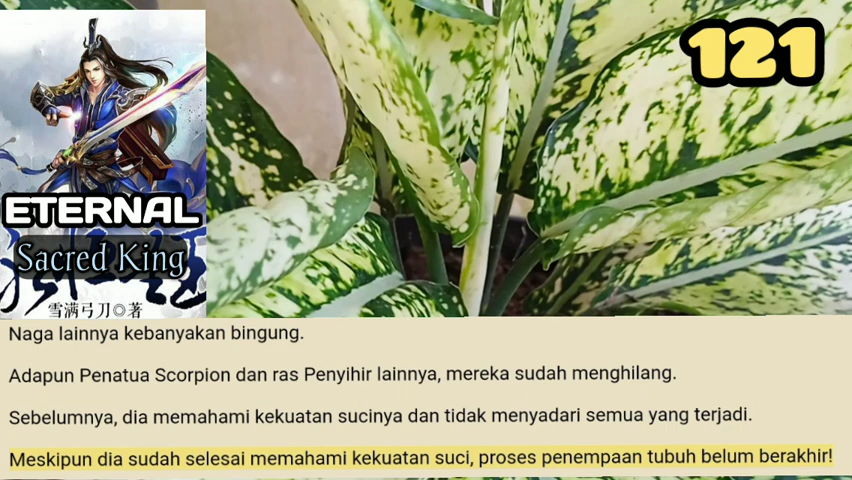 121
ETERNAL
Sacred King
雪满弓刀◎著
Naga lainnya kebanyakan bingung.
Adapun Penatua Scorpion dan ras Penyihir lainnya, mereka sudah menghilang.
Sebelumnya, dia memahami kekuatan sucinya dan tidak menyadari semua yang terjadi.
Meskipun dia sudah selesai memahami kekuatan suci, proses penempaan tubuh belum berakhir!